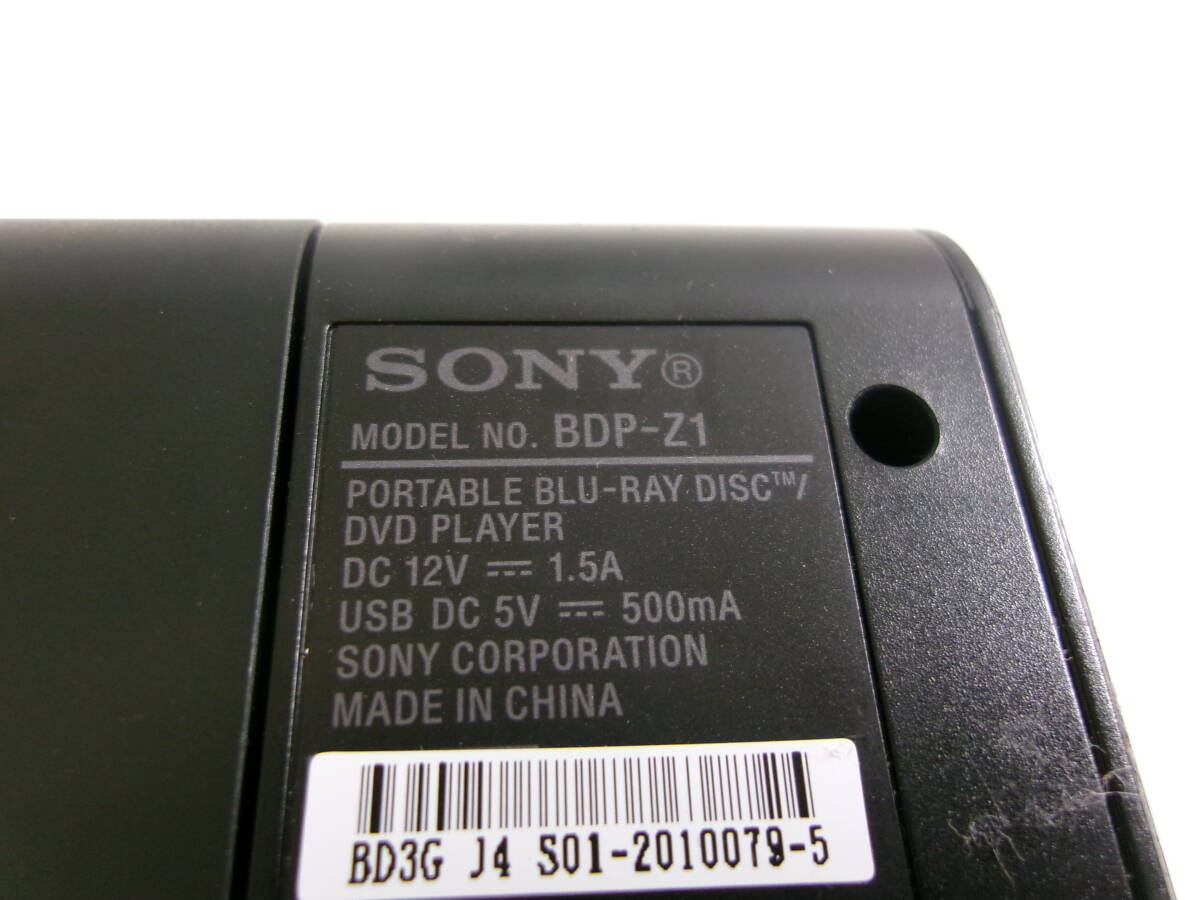 SONY®
MODEL NO. BDP-Z1
PORTABLE BLU-RAY DISC™/
DVD PLAYER
DC 12V ⎓ 1.5A
USB DC 5V ⎓ 500mA
SONY CORPORATION
MADE IN CHINA
BD3G J4 S01-2010079-5